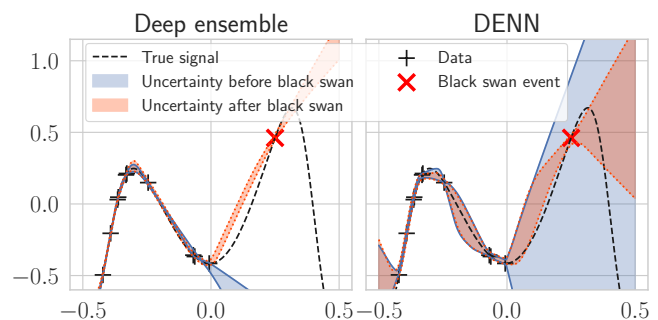 Deep ensemble
DENN
True signal
Uncertainty before black swan
Uncertainty after black swan
Data
Black swan event
1.0
0.5
0.0
−0.5
−0.5
0.0
0.5
−0.5
0.0
0.5